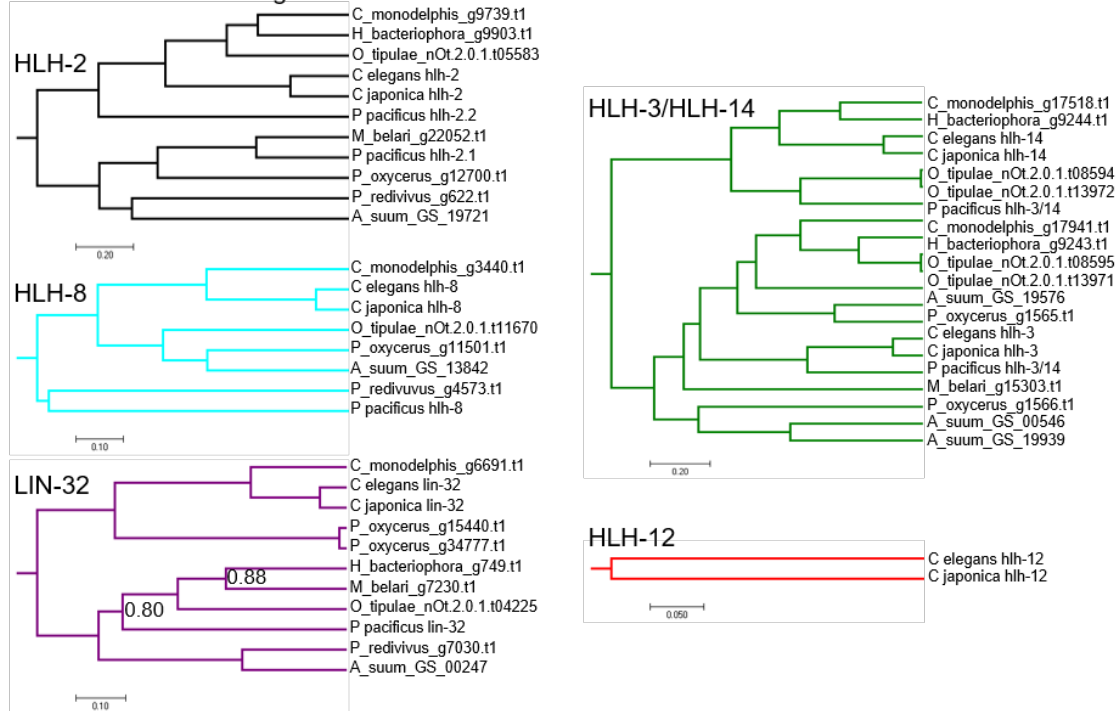 HLH-2
C_monodelphis_g9739.t1
H_bacteriophora_g9903.t1
O_tipulae_nOt.2.0.1.t05583
C elegans hlh-2
C japonica hlh-2
P pacificus hlh-2.2
M_belari_g22052.t1
P pacificus hlh-2.1
P_oxycerus_g12700.t1
P_redivivus_g622.t1
A_suum_GS_19721
0.20
HLH-8
C_monodelphis_g3440.t1
C elegans hlh-8
C japonica hlh-8
O_tipulae_nOt.2.0.1.t11670
P_oxycerus_g11501.t1
A_suum_GS_13842
P_redivuvus_g4573.t1
P pacificus hlh-8
0.10
LIN-32
C_monodelphis_g6691.t1
C elegans lin-32
C japonica lin-32
P_oxycerus_g15440.t1
P_oxycerus_g34777.t1
H_bacteriophora_g749.t1
0.88
M_belari_g7230.t1
0.80
O_tipulae_nOt.2.0.1.t04225
P pacificus lin-32
P_redivivus_g7030.t1
A_suum_GS_00247
0.10
HLH-3/HLH-14
C_monodelphis_g17518.t1
H_bacteriophora_g9244.t1
C elegans hlh-14
C japonica hlh-14
O_tipulae_nOt.2.0.1.t08594
O_tipulae_nOt.2.0.1.t13972
P pacificus hlh-3/14
C_monodelphis_g17941.t1
H_bacteriophora_g9243.t1
O_tipulae_nOt.2.0.1.t08595
O_tipulae_nOt.2.0.1.t13971
A_suum_GS_19576
P_oxycerus_g1565.t1
C elegans hlh-3
C japonica hlh-3
P pacificus hlh-3/14
M_belari_g15303.t1
P_oxycerus_g1566.t1
A_suum_GS_00546
A_suum_GS_19939
0.20
HLH-12
C elegans hlh-12
C japonica hlh-12
0.050